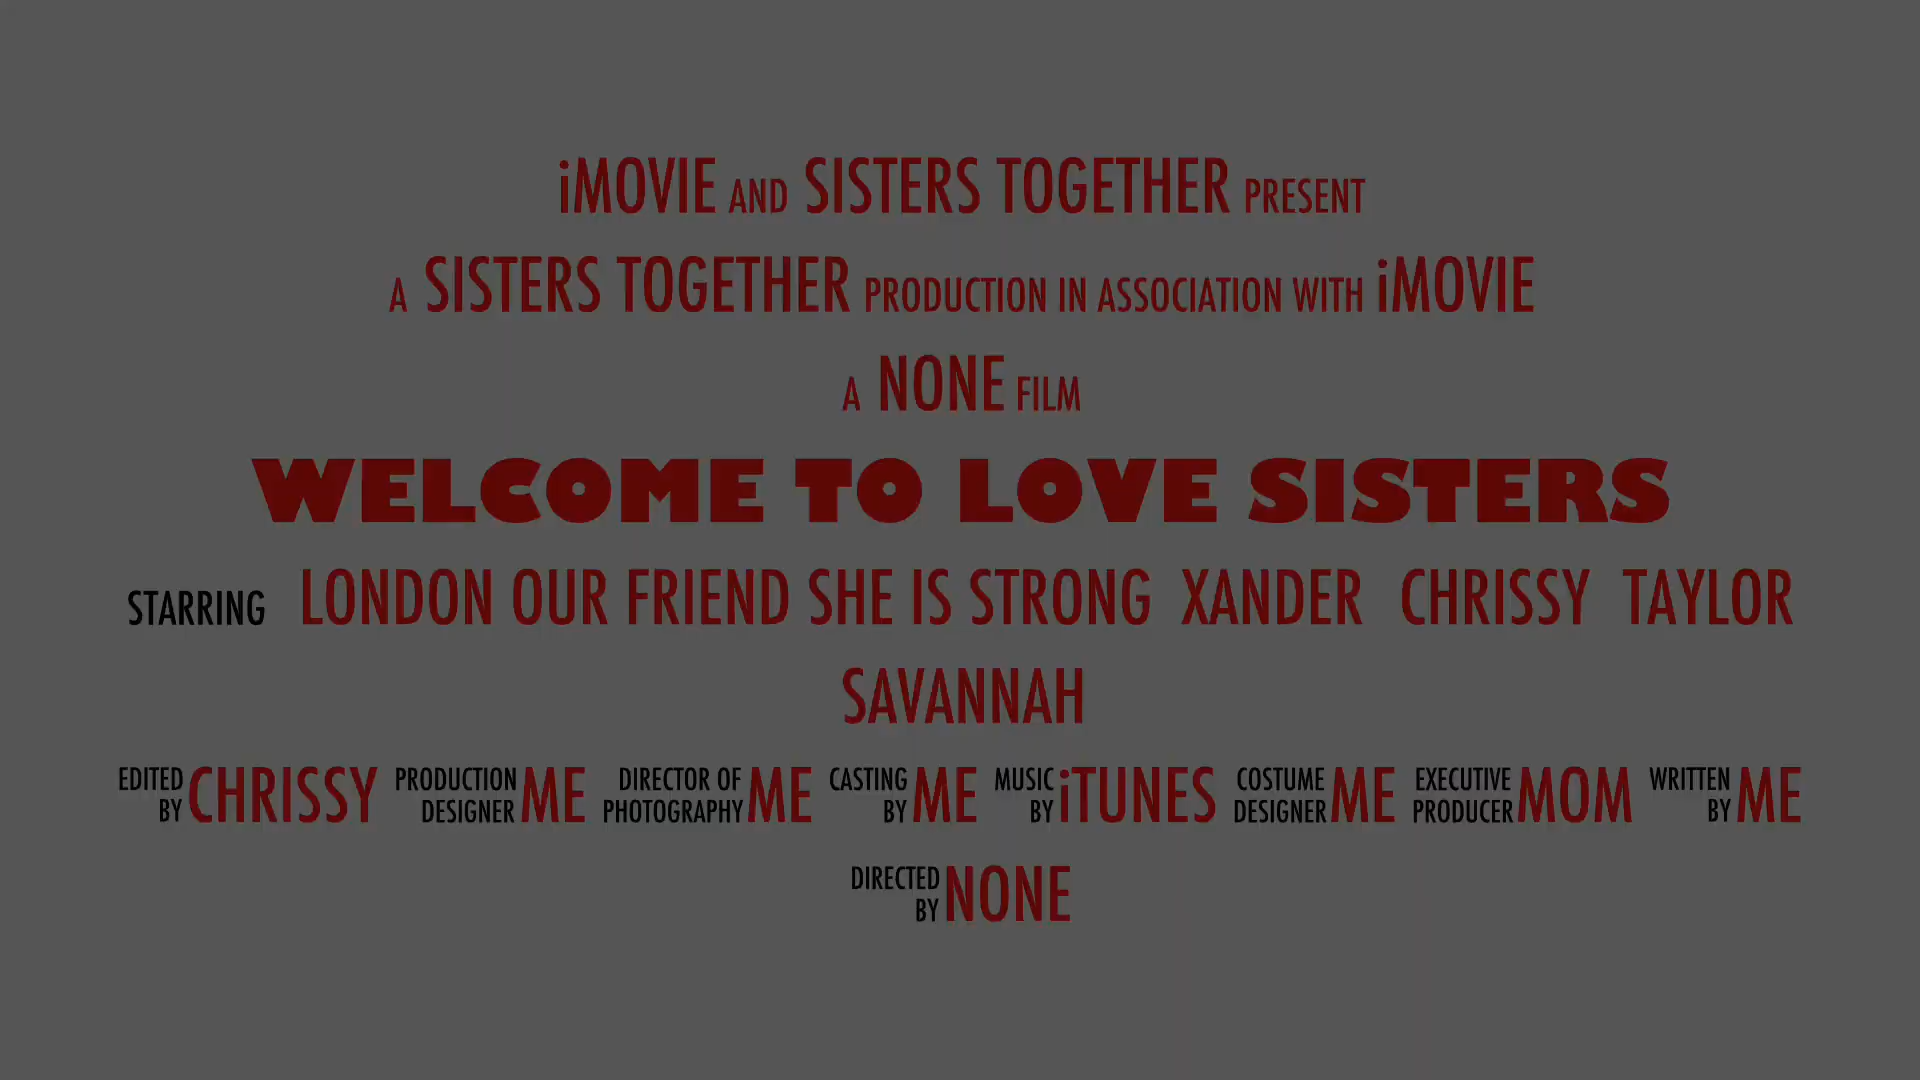 iMOVIE AND SISTERS TOGETHER PRESENT
A SISTERS TOGETHER PRODUCTION IN ASSOCIATION WITH iMOVIE
A NONE FILM
WELCOME TO LOVE SISTERS
STARRING LONDON OUR FRIEND SHE IS STRONG XANDER CHRISSY TAYLOR
SAVANNAH
EDITED BY CHRISSY PRODUCTION DESIGNER ME DIRECTOR OF PHOTOGRAPHY ME CASTING BY ME MUSIC BY iTUNES COSTUME DESIGNER ME EXECUTIVE PRODUCER MOM WRITTEN BY ME
DIRECTED BY NONE